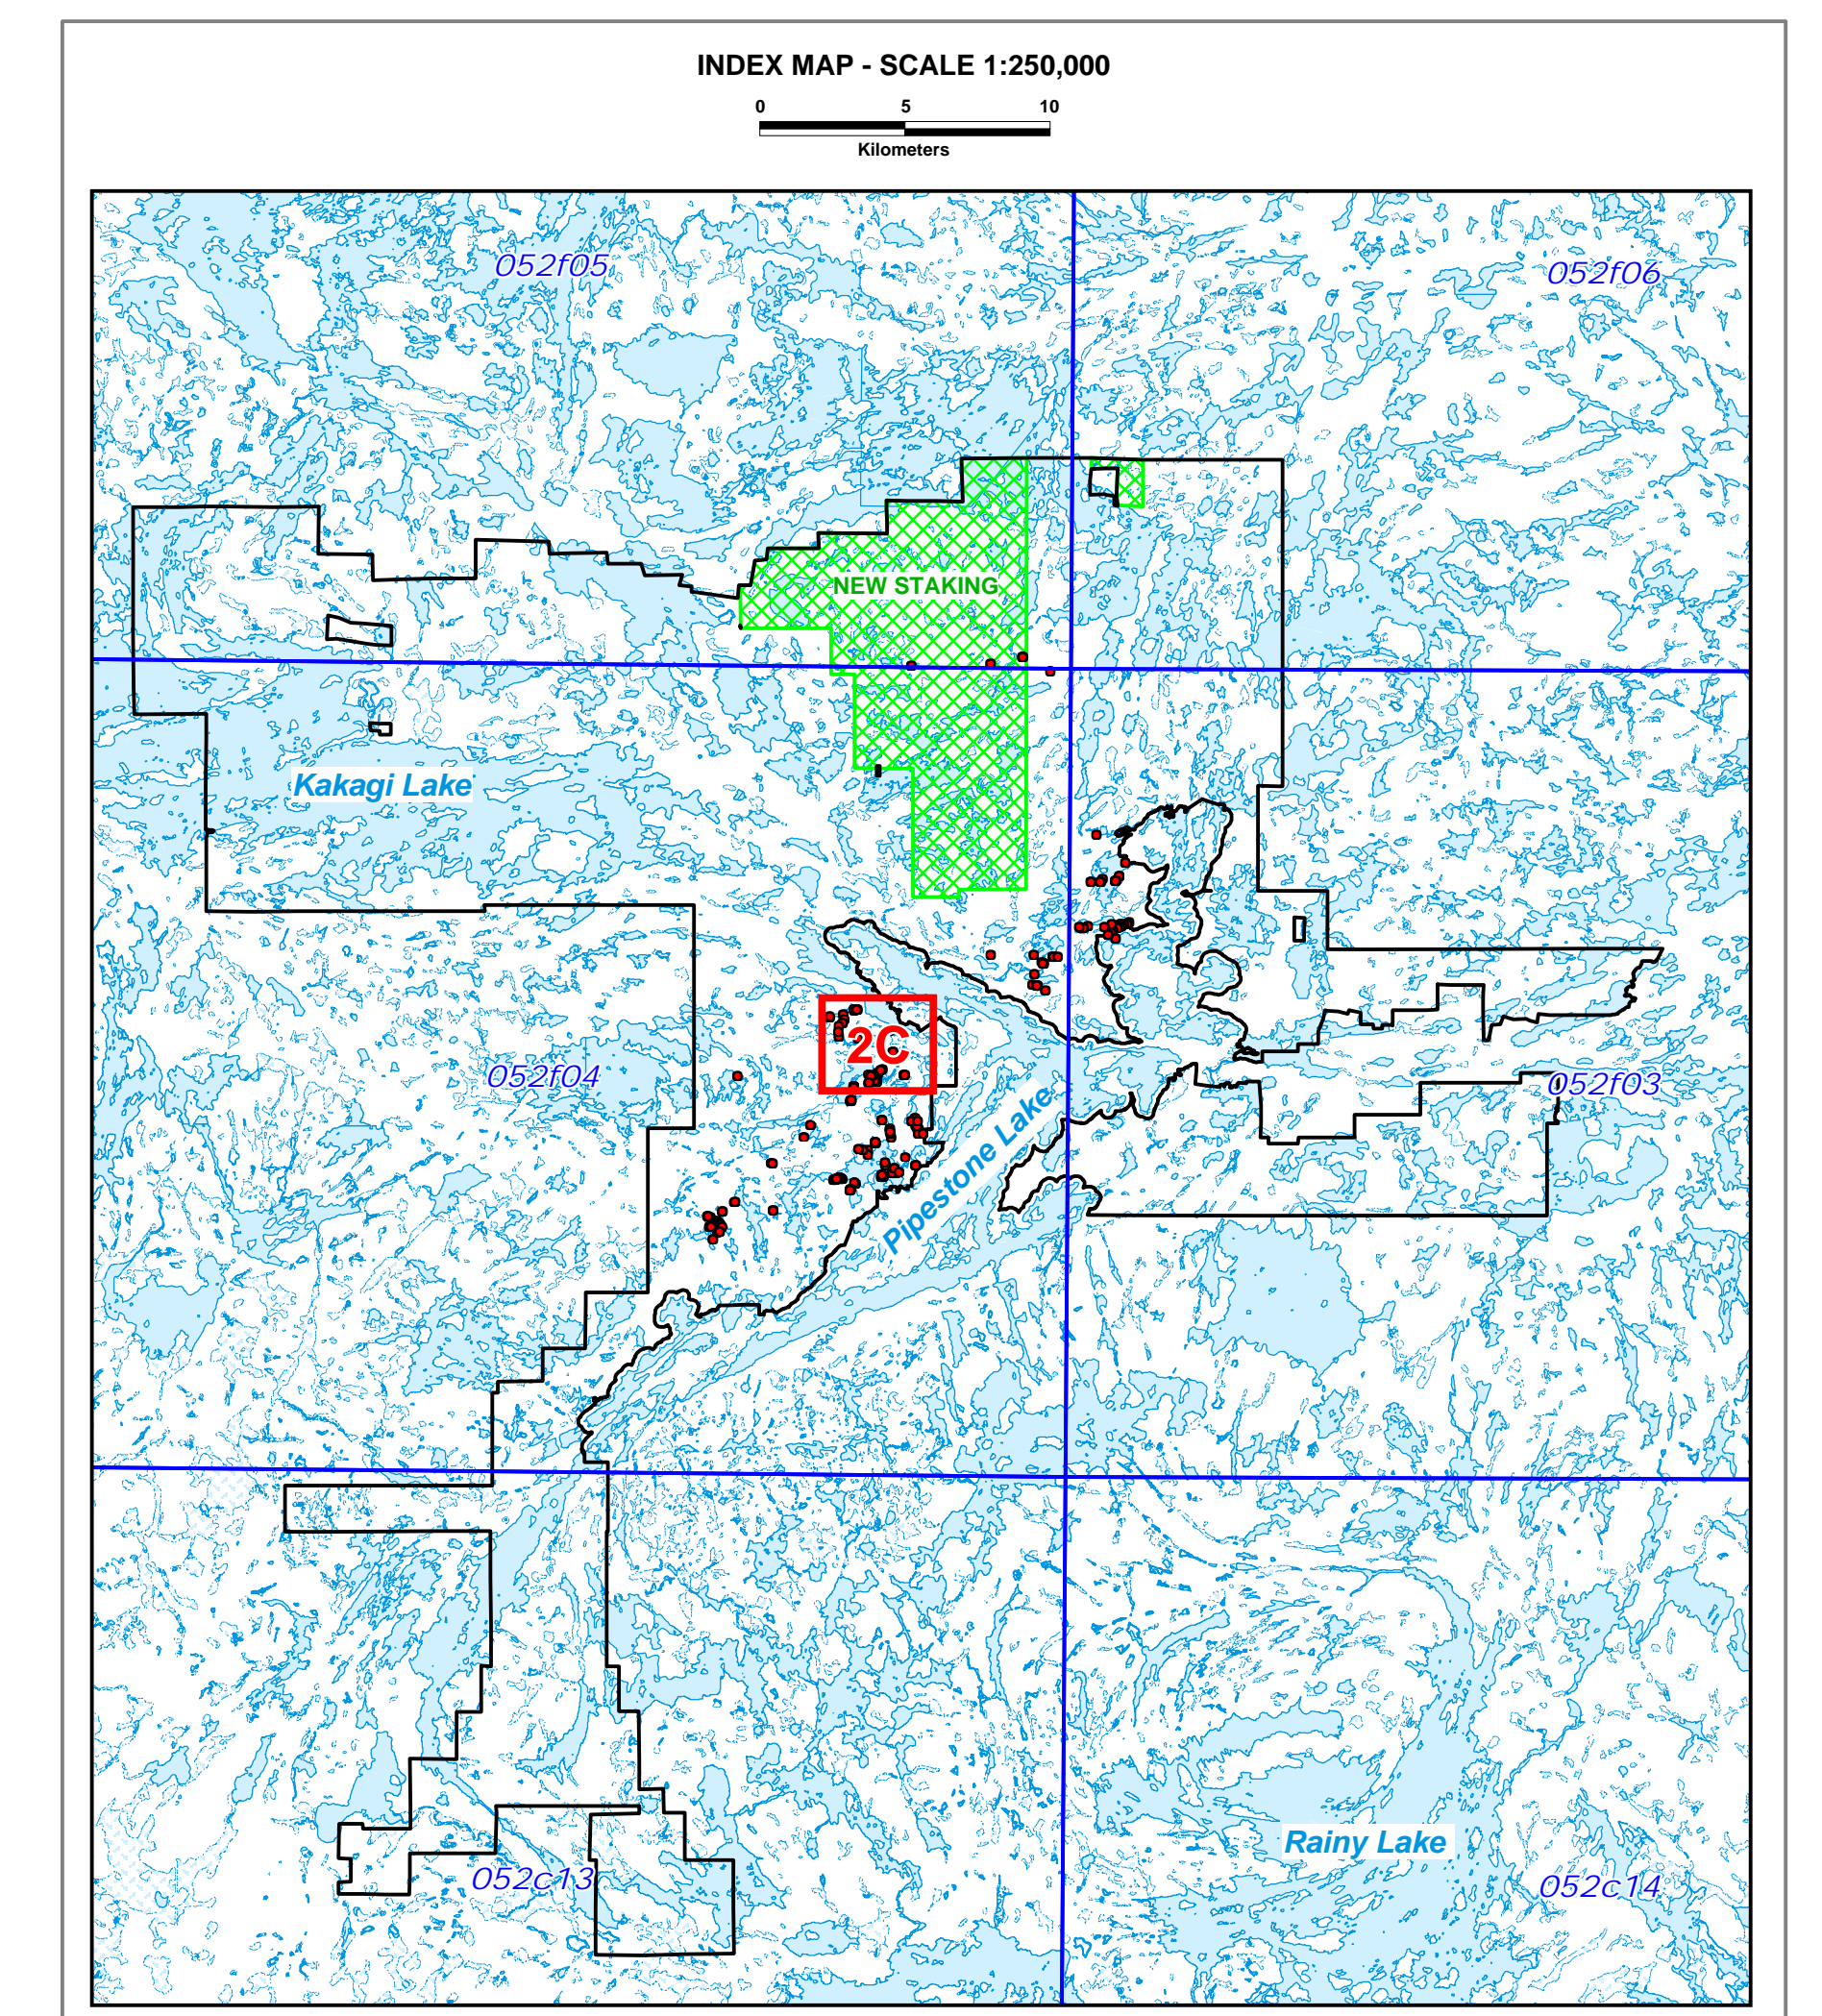 INDEX MAP - SCALE 1:250,000
0 5 10
Kilometers
052f05
052f06
NEW STAKING
Kakagi Lake
2C
052f04
052f03
Pipestone Lake
Rainy Lake
052c13
052c14